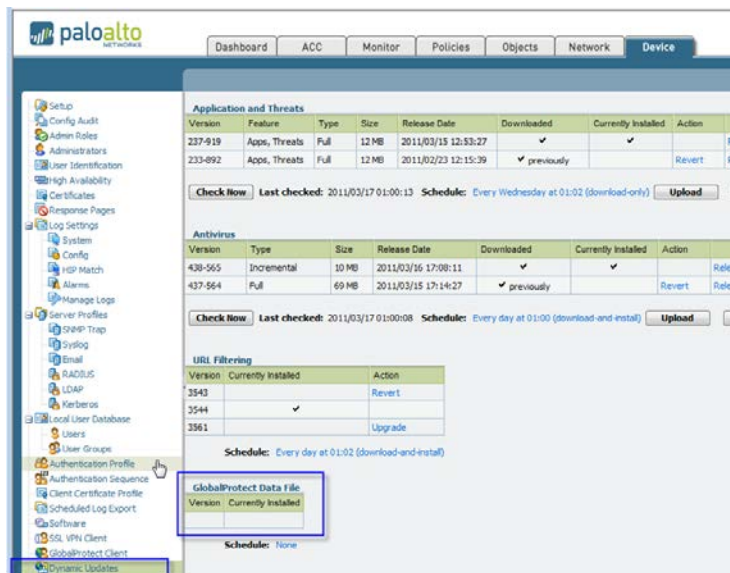 paloalto
NETWORKS
Dashboard ACC Monitor Policies Objects Network Device
Setup
Config Audit
Admin Roles
Administrators
User Identification
High Availability
Certificates
Response Pages
Log Settings
System
Config
HIP Match
Alarms
Manage Logs
Server Profiles
SNMP Trap
Syslog
Email
RADIUS
LDAP
Kerberos
Local User Database
Users
User Groups
Authentication Profile
Authentication Sequence
Client Certificate Profile
Scheduled Log Export
Software
SSL VPN Client
GlobalProtect Client
Dynamic Updates
Application and Threats
Version Feature Type Size Release Date Downloaded Currently Installed Action
237-919 Apps, Threats Full 12 MB 2011/03/15 12:53:27
233-892 Apps, Threats Full 12 MB 2011/02/23 12:15:39 previously Revert
Check Now Last checked: 2011/03/17 01:00:13 Schedule: Every Wednesday at 01:02 (download-only) Upload
Antivirus
Version Type Size Release Date Downloaded Currently Installed Action
438-565 Incremental 10 MB 2011/03/16 17:08:11 Rele
437-564 Full 69 MB 2011/03/15 17:14:27 previously Revert Rele
Check Now Last checked: 2011/03/17 01:00:08 Schedule: Every day at 01:00 (download-and-install) Upload
URL Filtering
Version Currently Installed Action
3543 Revert
3544
3561 Upgrade
Schedule: Every day at 01:02 (download-and-install)
GlobalProtect Data File
Version Currently Installed
Schedule: None